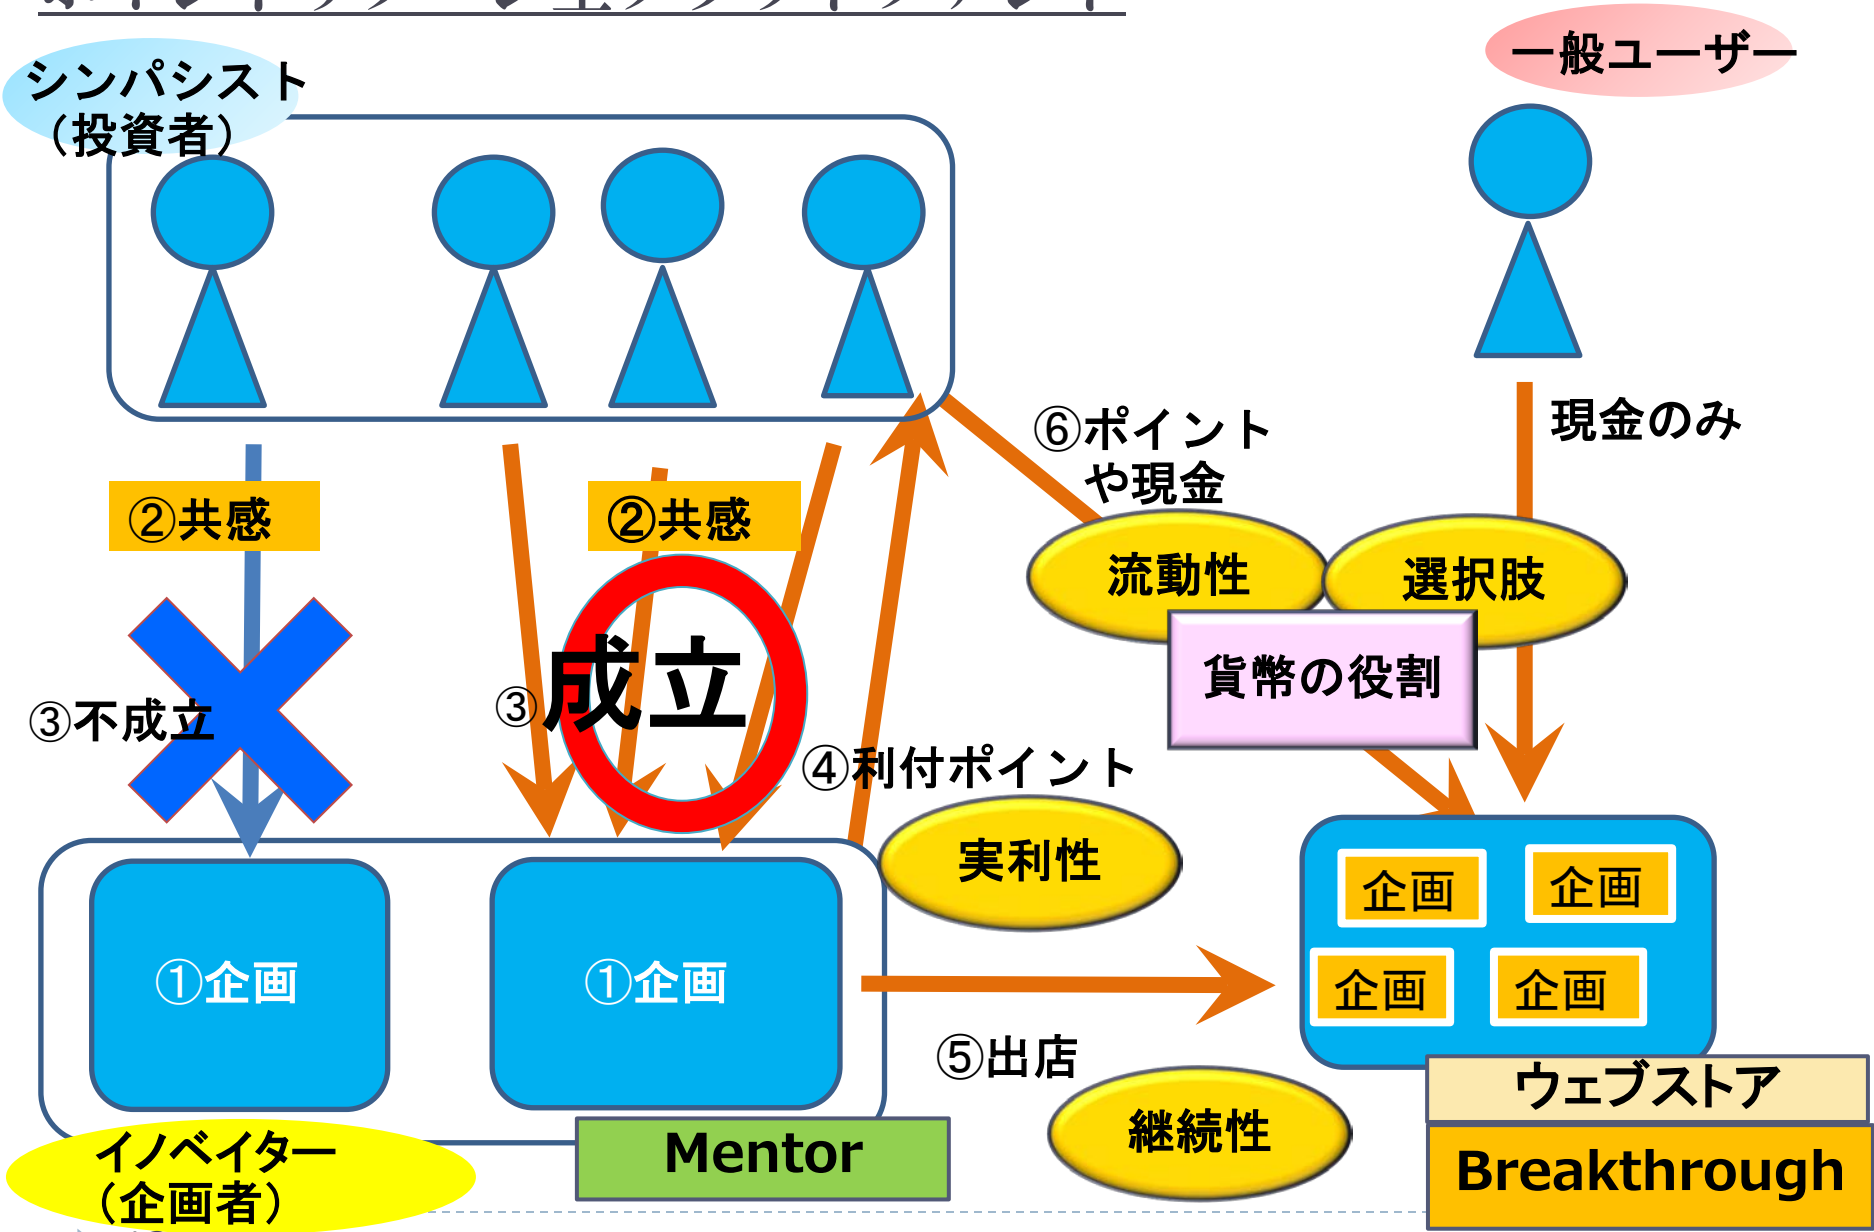 シンパシスト
（投資者）
一般ユーザー
現金のみ
⑥ポイント
や現金
②共感
②共感
流動性
選択肢
貨幣の役割
③不成立
③成立
④利付ポイント
実利性
①企画
①企画
企画
企画
企画
企画
⑤出店
継続性
ウェブストア
Breakthrough
Mentor
イノベイター
（企画者）